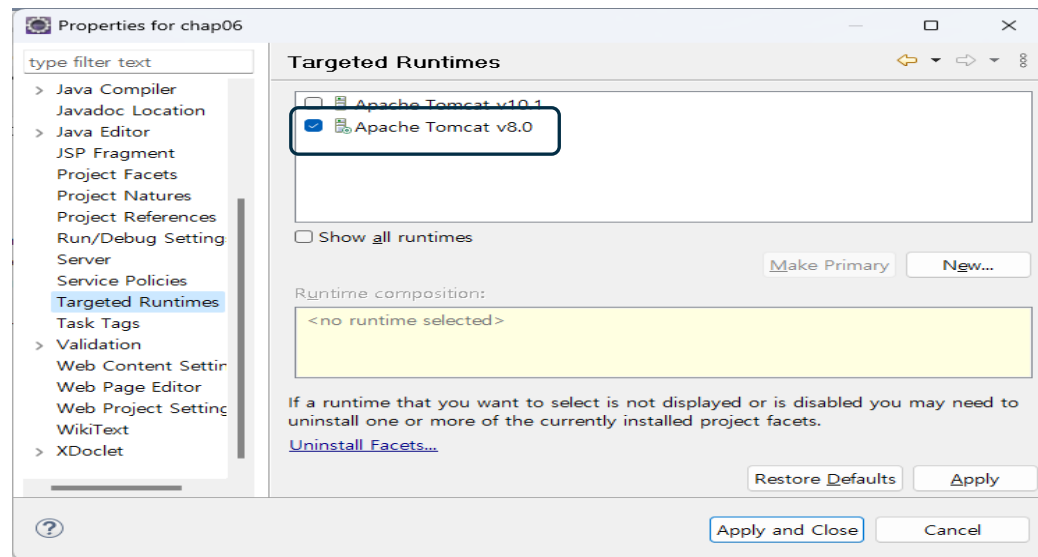 Properties for chap06
type filter text
Java Compiler
Javadoc Location
Java Editor
JSP Fragment
Project Facets
Project Natures
Project References
Run/Debug Setting
Server
Service Policies
Targeted Runtimes
Task Tags
Validation
Web Content Settin
Web Page Editor
Web Project Setting
WikiText
XDoclet
Targeted Runtimes
Apache Tomcat v10.1
Apache Tomcat v8.0
Show all runtimes
Make Primary
New...
Runtime composition:
<no runtime selected>
If a runtime that you want to select is not displayed or is disabled you may need to
uninstall one or more of the currently installed project facets.
Uninstall Facets...
Restore Defaults
Apply
?
Apply and Close
Cancel